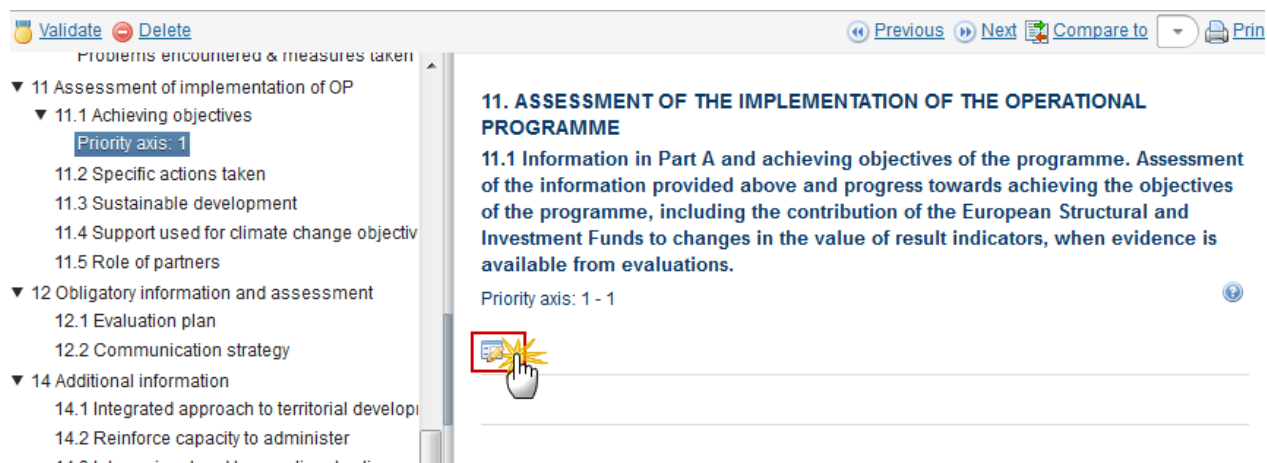 Validate Delete Previous Next Compare to Prin
Problems encountered & measures taken
11 Assessment of implementation of OP
11.1 Achieving objectives
Priority axis: 1
11.2 Specific actions taken
11.3 Sustainable development
11.4 Support used for climate change objectiv
11.5 Role of partners
12 Obligatory information and assessment
12.1 Evaluation plan
12.2 Communication strategy
14 Additional information
14.1 Integrated approach to territorial develop
14.2 Reinforce capacity to administer
11. ASSESSMENT OF THE IMPLEMENTATION OF THE OPERATIONAL
PROGRAMME
11.1 Information in Part A and achieving objectives of the programme. Assessment
of the information provided above and progress towards achieving the objectives
of the programme, including the contribution of the European Structural and
Investment Funds to changes in the value of result indicators, when evidence is
available from evaluations.
Priority axis: 1 - 1